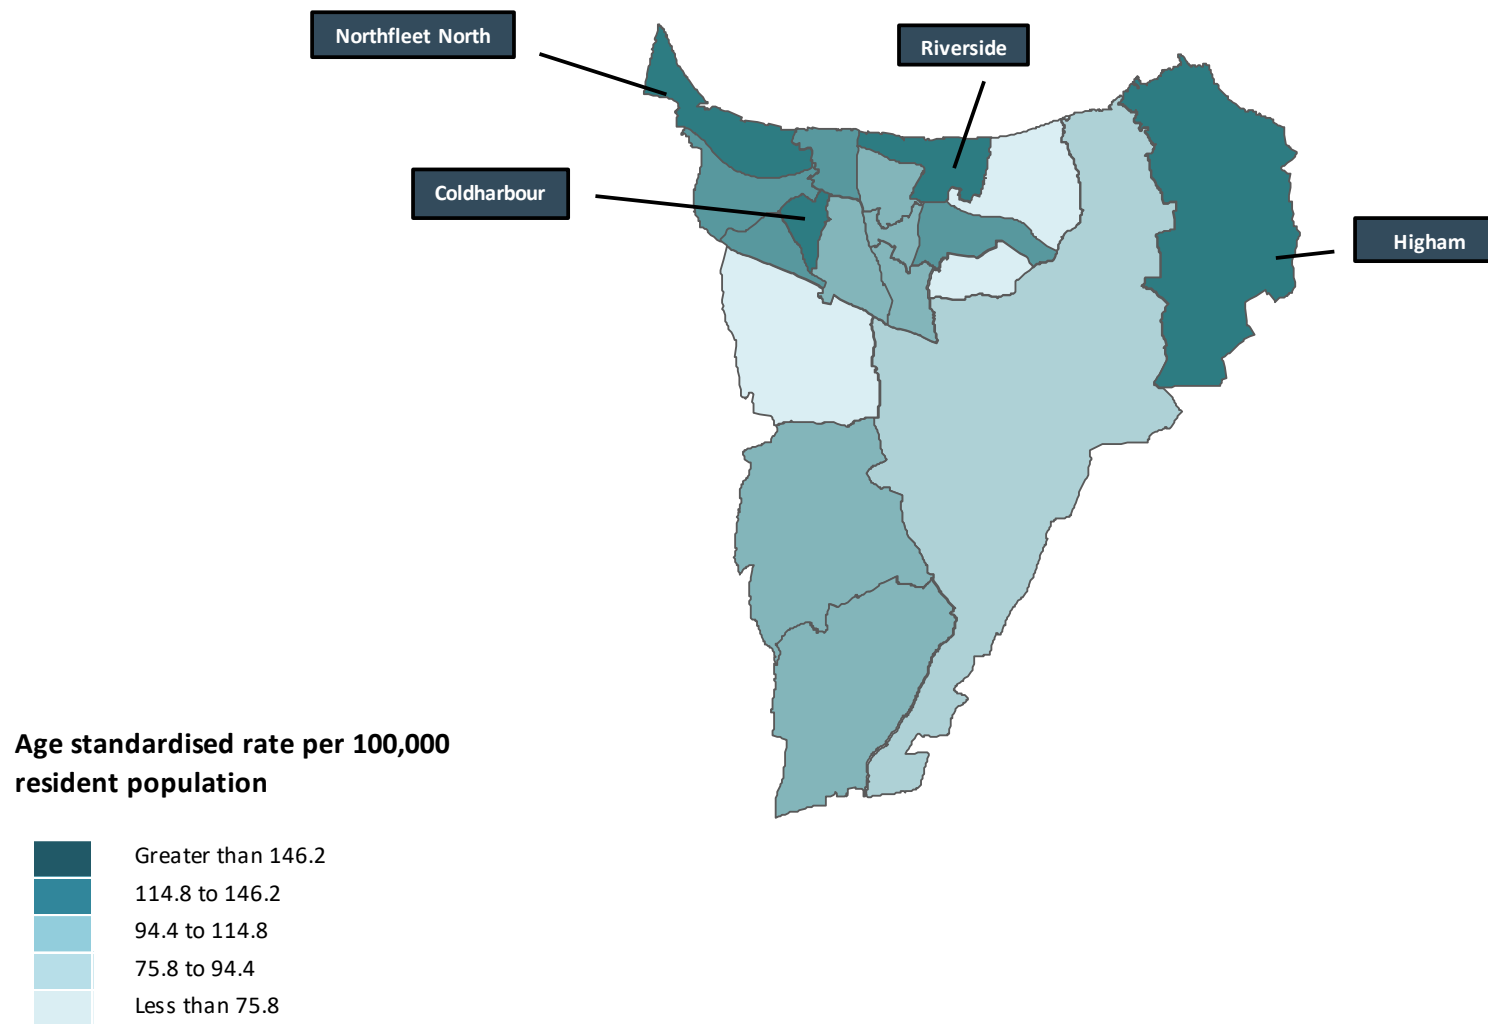 Northfleet North
Riverside
Coldharbour
Higham
Age standardised rate per 100,000
resident population
Greater than 146.2
114.8 to 146.2
94.4 to 114.8
75.8 to 94.4
Less than 75.8